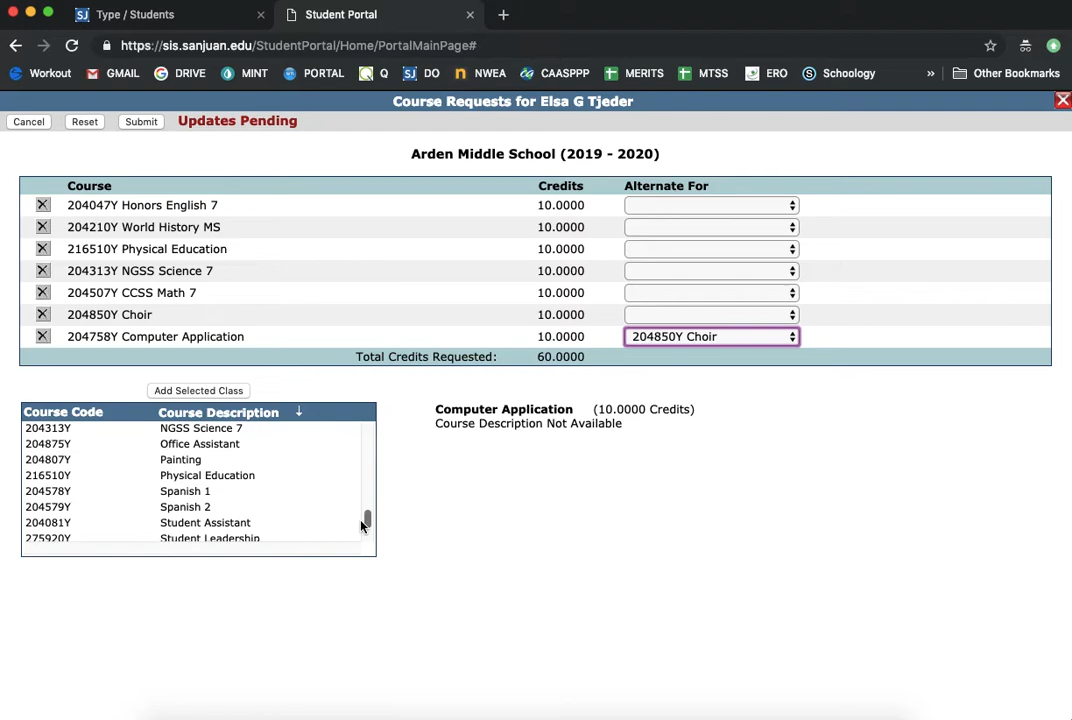 Type / Students
Student Portal
https://sis.sanjuan.edu/StudentPortal/Home/PortalMainPage#
Workout GMAIL DRIVE MINT PORTAL Q DO NWEA CAASPPP MERITS MTSS ERO Schoology » Other Bookmarks
Course Requests for Elsa G Tjeder
Cancel Reset Submit Updates Pending
Arden Middle School (2019 - 2020)
Course Credits Alternate For
204047Y Honors English 7 10.0000
204210Y World History MS 10.0000
216510Y Physical Education 10.0000
204313Y NGSS Science 7 10.0000
204507Y CCSS Math 7 10.0000
204850Y Choir 10.0000
204758Y Computer Application 10.0000 204850Y Choir
Total Credits Requested: 60.0000
Add Selected Class
Course Code Course Description ↓
204313Y NGSS Science 7
204875Y Office Assistant
204807Y Painting
216510Y Physical Education
204578Y Spanish 1
204579Y Spanish 2
204081Y Student Assistant
275920Y Student Leadership
Computer Application (10.0000 Credits)
Course Description Not Available